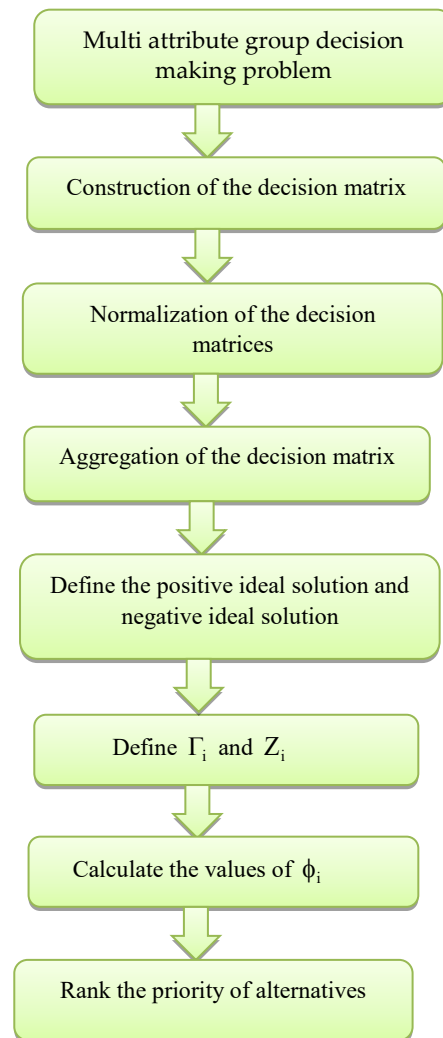 Multi attribute group decision
making problem
Construction of the decision matrix
Normalization of the decision
matrices
Aggregation of the decision matrix
Define the positive ideal solution and
negative ideal solution
Define Γᵢ and Zᵢ
Calculate the values of ϕᵢ
Rank the priority of alternatives